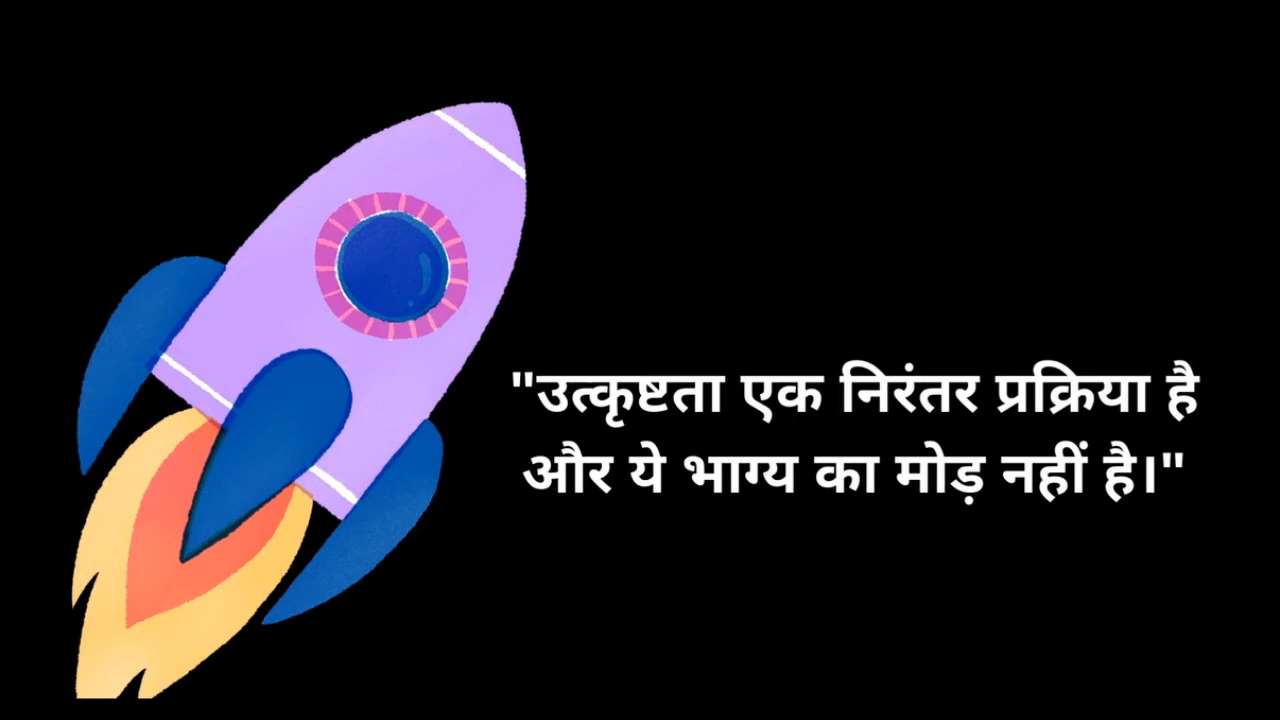 "उत्कृष्टता एक निरंतर प्रक्रिया है
और ये भाग्य का मोड़ नहीं है।"